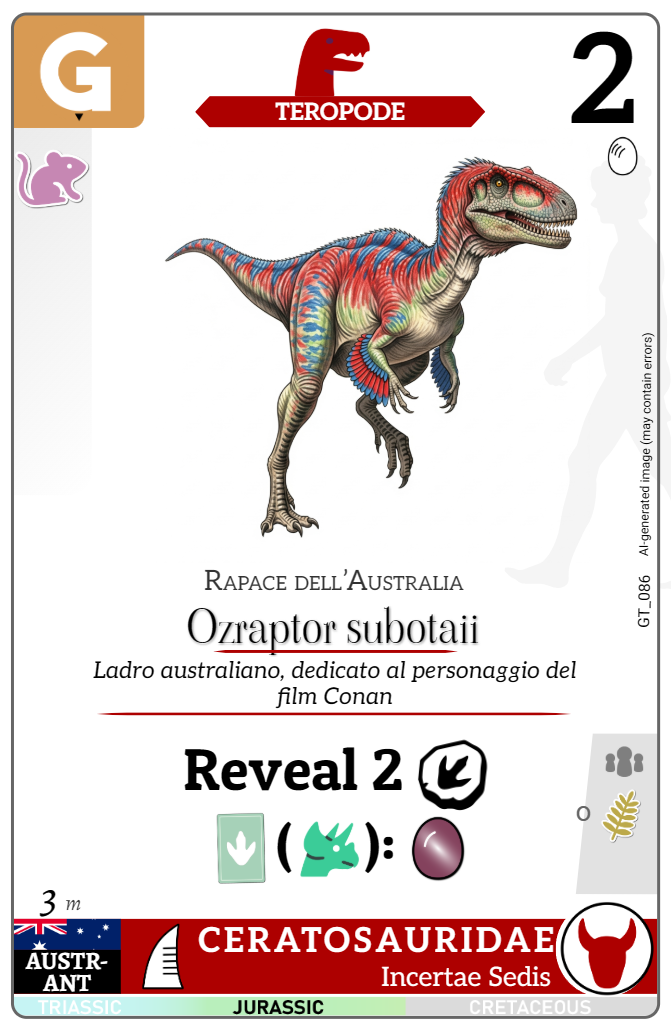 G
TEROPODE
2
AI-generated image (may contain errors)
GT_086
Rapace dell'Australia
Ozraptor subotaii
Ladro australiano, dedicato al personaggio del
film Conan
Reveal 2
( ):
o
3 m
AUSTR-
ANT
CERATOSAURIDAE
Incertae Sedis
TRIASSIC JURASSIC CRETACEOUS